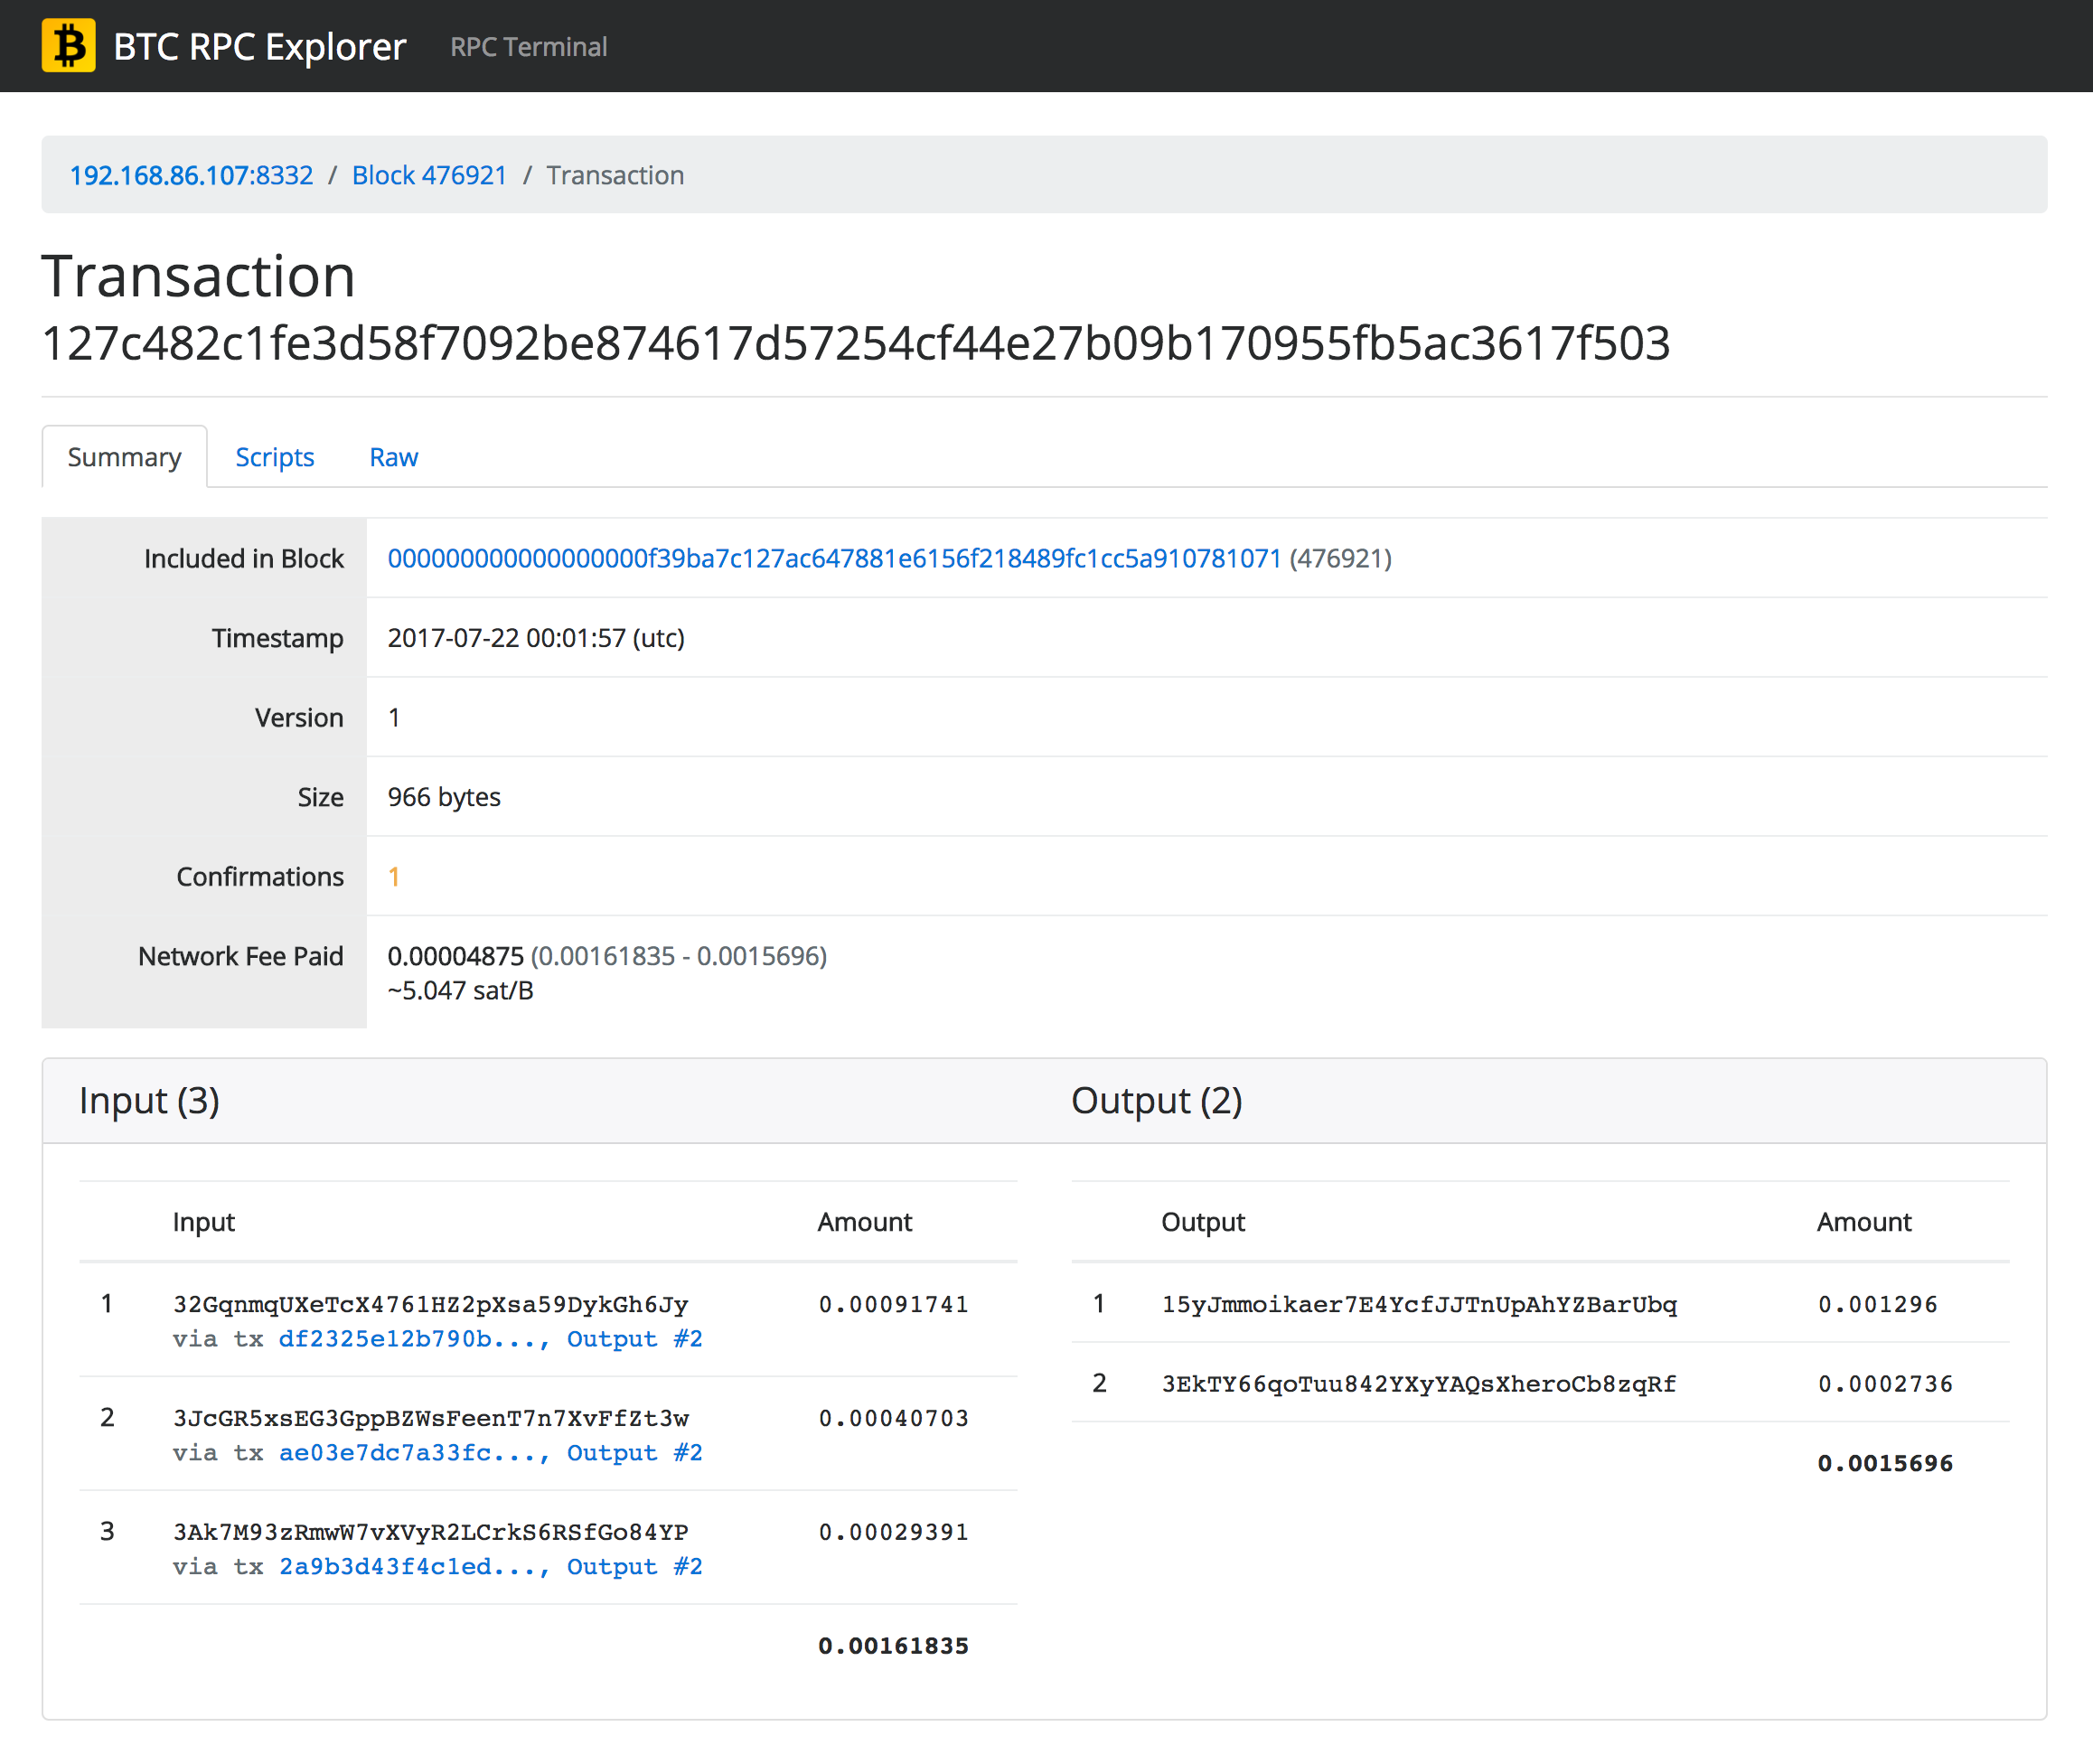 BTC RPC Explorer RPC Terminal
192.168.86.107:8332 / Block 476921 / Transaction
Transaction
127c482c1fe3d58f7092be874617d57254cf44e27b09b170955fb5ac3617f503
Summary Scripts Raw
Included in Block 000000000000000000f39ba7c127ac647881e6156f218489fc1cc5a910781071 (476921)
Timestamp 2017-07-22 00:01:57 (utc)
Version 1
Size 966 bytes
Confirmations 1
Network Fee Paid 0.00004875 (0.00161835 - 0.0015696)
~5.047 sat/B
Input (3)
Input Amount
1 32GqnmqUXeTcX4761HZ2pXsa59DykGh6Jy 0.00091741
via tx df2325e12b790b..., Output #2
2 3JcGR5xsEG3GppBZWsFeenT7n7XvFfZt3w 0.00040703
via tx ae03e7dc7a33fc..., Output #2
3 3Ak7M93zRmwW7vXVyR2LCrkS6RSfGo84YP 0.00029391
via tx 2a9b3d43f4c1ed..., Output #2
0.00161835
Output (2)
Output Amount
1 15yJmmoikaer7E4YcfJJTnUpAhYZBarUbq 0.001296
2 3EkTY66qoTuu842YXyYAQsXheroCb8zqRf 0.0002736
0.0015696